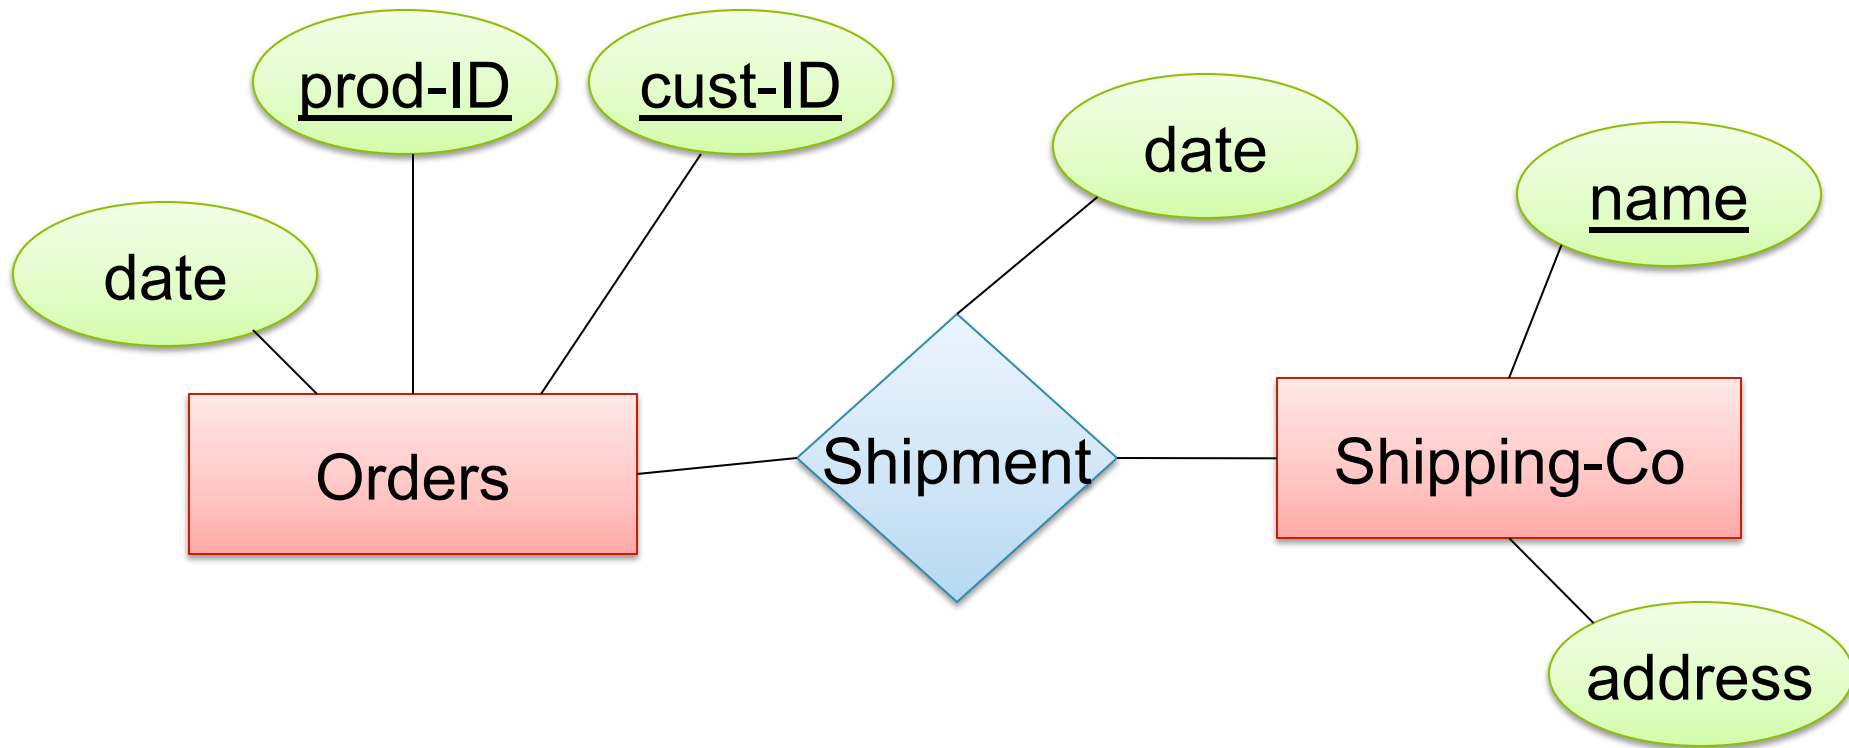 prod-ID
cust-ID
date
name
date
Shipment
Shipping-Co
Orders
address